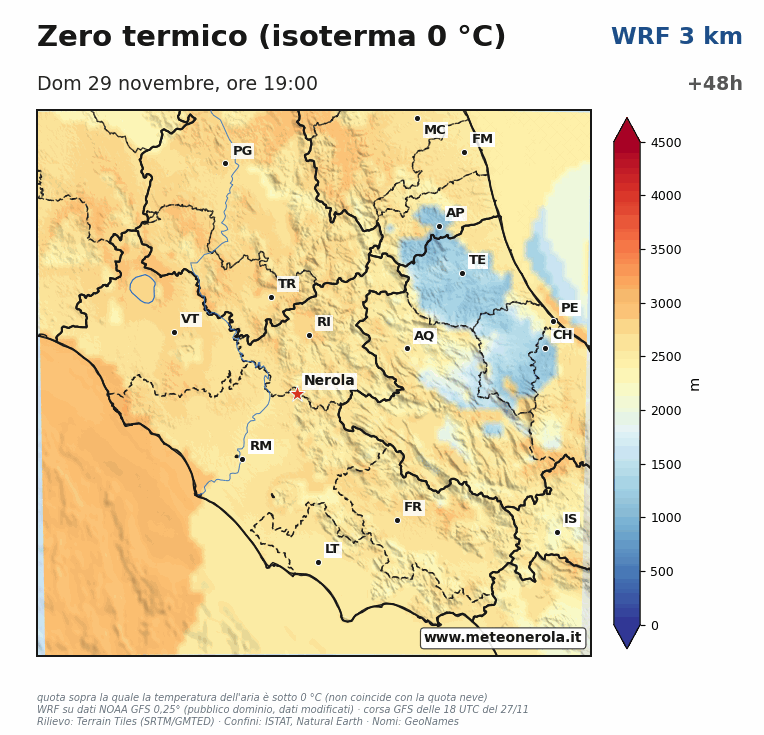 Zero termico (isoterma 0 °C)
WRF 3 km
Dom 29 novembre, ore 19:00
+48h
MC
FM
PG
AP
TE
TR
PE
VT
RI
AQ
CH
Nerola
RM
FR
IS
LT
www.meteonerola.it
4500
4000
3500
3000
2500
2000
1500
1000
500
0
m
quota sopra la quale la temperatura dell'aria è sotto 0 °C (non coincide con la quota neve)
WRF su dati NOAA GFS 0,25° (pubblico dominio, dati modificati) · corsa GFS delle 18 UTC del 27/11
Rilievo: Terrain Tiles (SRTM/GMTED) · Confini: ISTAT, Natural Earth · Nomi: GeoNames